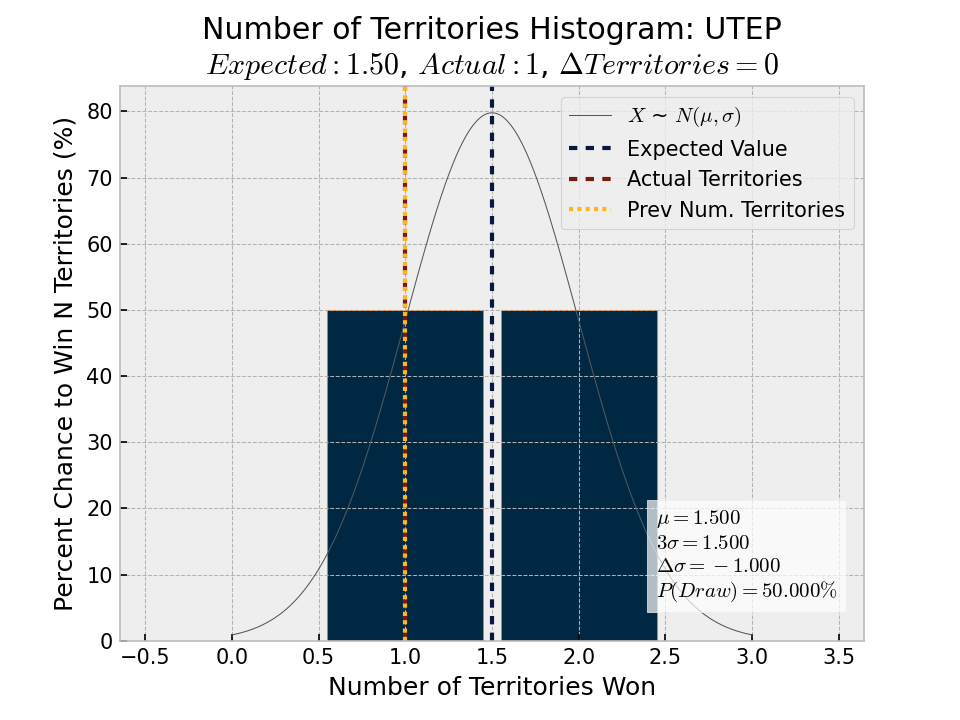 Number of Territories Histogram: UTEP
Expected : 1.50, Actual : 1, ΔTerritories = 0
X ~ N(μ, σ)
Expected Value
Actual Territories
Prev Num. Territories
Percent Chance to Win N Territories (%)
80
70
60
50
40
30
20
10
0
μ = 1.500
3σ = 1.500
Δσ = −1.000
P(Draw) = 50.000%
−0.5 0.0 0.5 1.0 1.5 2.0 2.5 3.0 3.5
Number of Territories Won